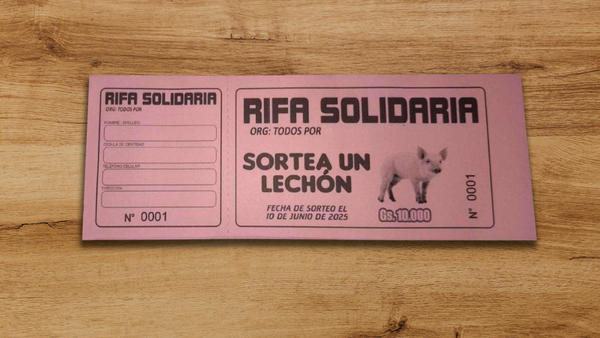 RIFA SOLIDARIA
ORG: TODOS POR
NOMBRE Y APELLIDO
CEDULA DE IDENTIDAD
TELEFONO CELULAR
DIRECCION
N° 0001
RIFA SOLIDARIA
ORG: TODOS POR
SORTEA UN
LECHÓN
FECHA DE SORTEO EL
10 DE JUNIO DE 2025
Gs. 10.000
N° 0001